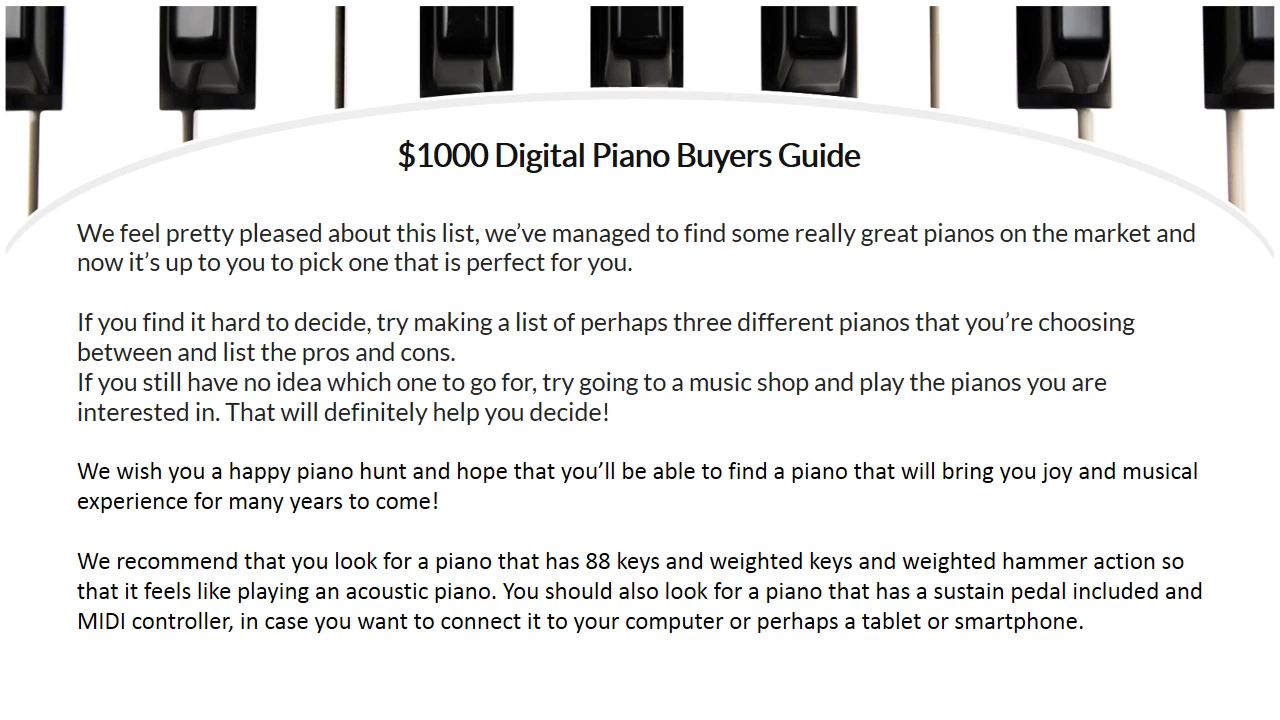 $1000 Digital Piano Buyers Guide
We feel pretty pleased about this list, we’ve managed to find some really great pianos on the market and
now it’s up to you to pick one that is perfect for you.
If you find it hard to decide, try making a list of perhaps three different pianos that you’re choosing
between and list the pros and cons.
If you still have no idea which one to go for, try going to a music shop and play the pianos you are
interested in. That will definitely help you decide!
We wish you a happy piano hunt and hope that you’ll be able to find a piano that will bring you joy and musical
experience for many years to come!
We recommend that you look for a piano that has 88 keys and weighted keys and weighted hammer action so
that it feels like playing an acoustic piano. You should also look for a piano that has a sustain pedal included and
MIDI controller, in case you want to connect it to your computer or perhaps a tablet or smartphone.